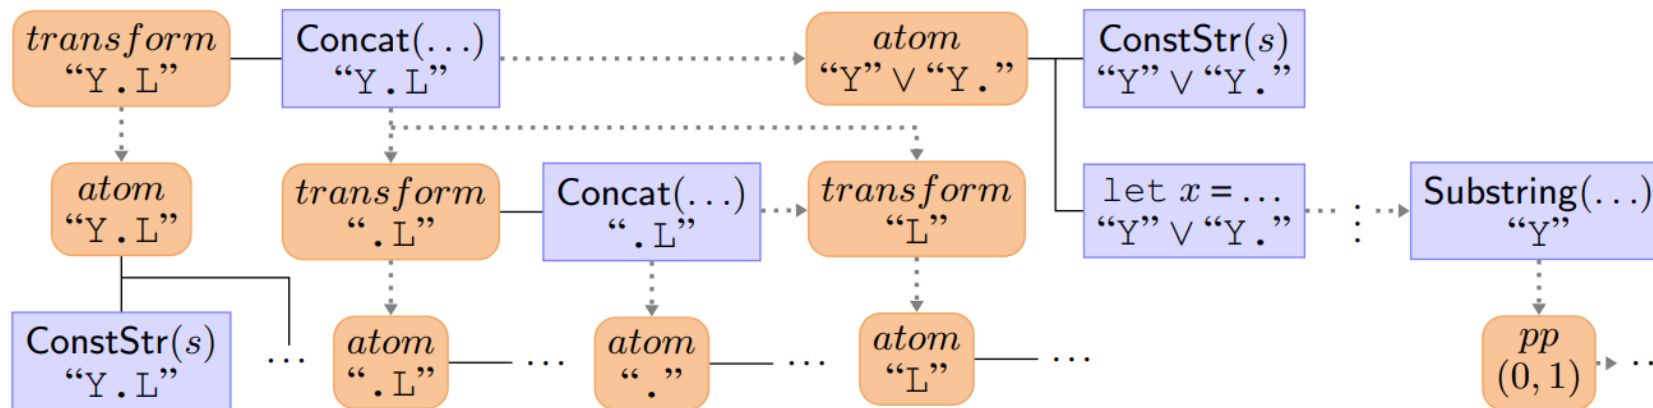 transform
“Y.L”
Concat(...)
“Y.L”
atom
“Y” ∨ “Y.”
ConstStr(s)
“Y” ∨ “Y.”
atom
“Y.L”
transform
“.L”
Concat(...)
“.L”
transform
“L”
let x = ...
“Y” ∨ “Y.”
⋮
Substring(...)
“Y”
ConstStr(s)
“Y.L”
...
atom
“.L”
...
atom
“.”
...
atom
“L”
...
pp
(0, 1)
...